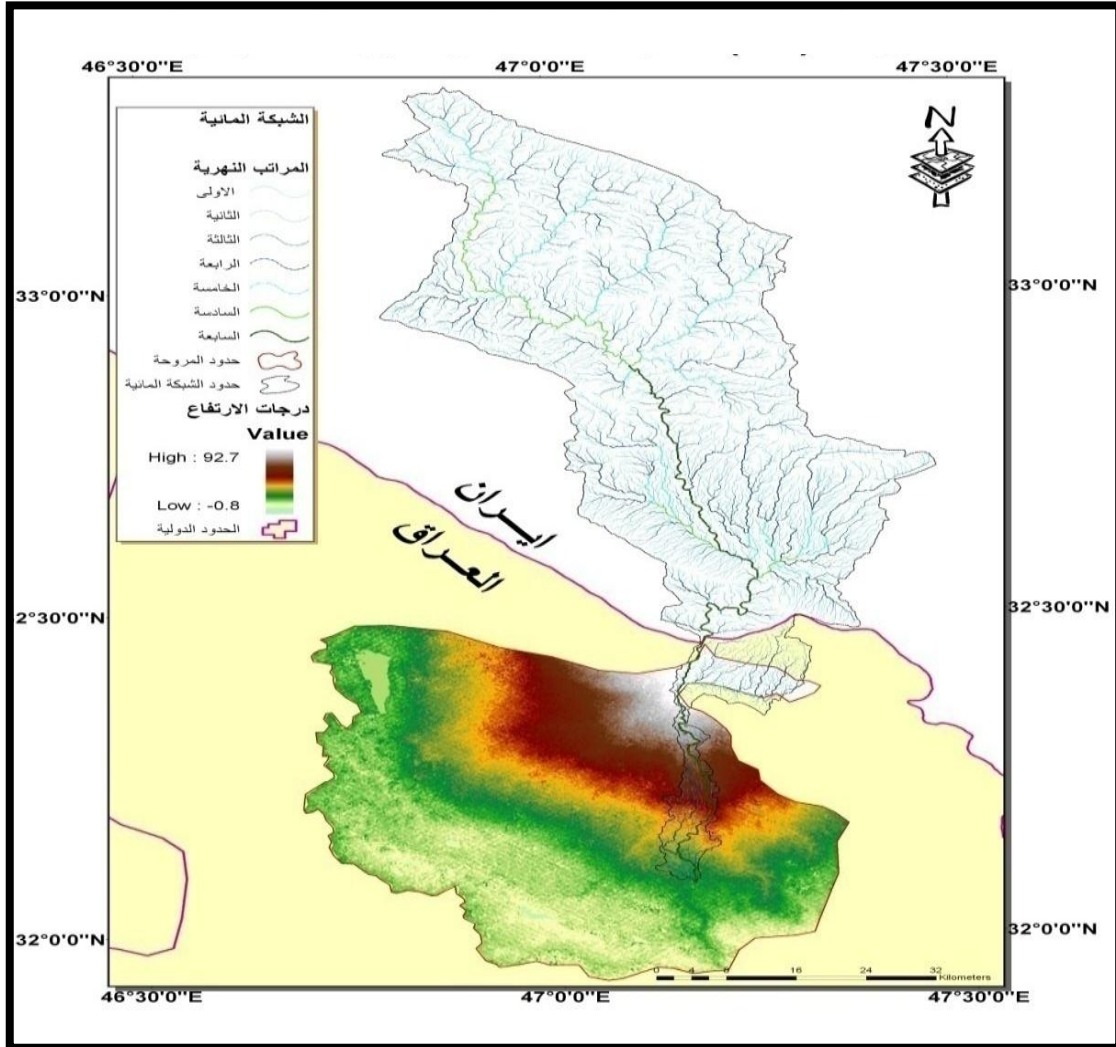 46°30'0"E 47°0'0"E 47°30'0"E
الشبكة المائية
المراتب النهرية
الاولى
الثانية
الثالثة
الرابعة
الخامسة
السادسة
السابعة
حدود المروحة
حدود الشبكة المائية
درجات الارتفاع
Value
High : 92.7
Low : -0.8
الحدود الدولية
N
33°0'0"N 33°0'0"N
ايران
العراق
2°30'0"N 32°30'0"N
32°0'0"N 32°0'0"N
0 4 8 16 24 32
Kilometers
46°30'0"E 47°0'0"E 47°30'0"E